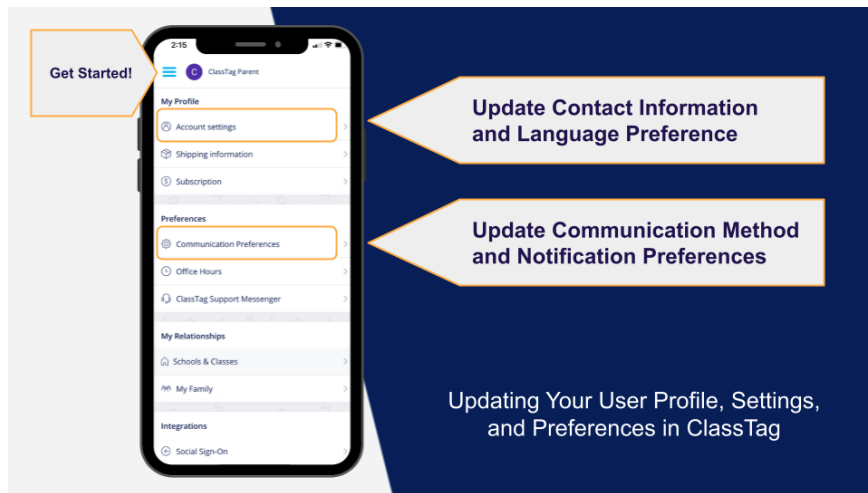 Get Started!
2:15
C
ClassTag Parent
My Profile
Account settings
Shipping information
Subscription
Preferences
Communication Preferences
Office Hours
ClassTag Support Messenger
My Relationships
Schools & Classes
My Family
Integrations
Social Sign-On
Update Contact Information
and Language Preference
Update Communication Method
and Notification Preferences
Updating Your User Profile, Settings,
and Preferences in ClassTag